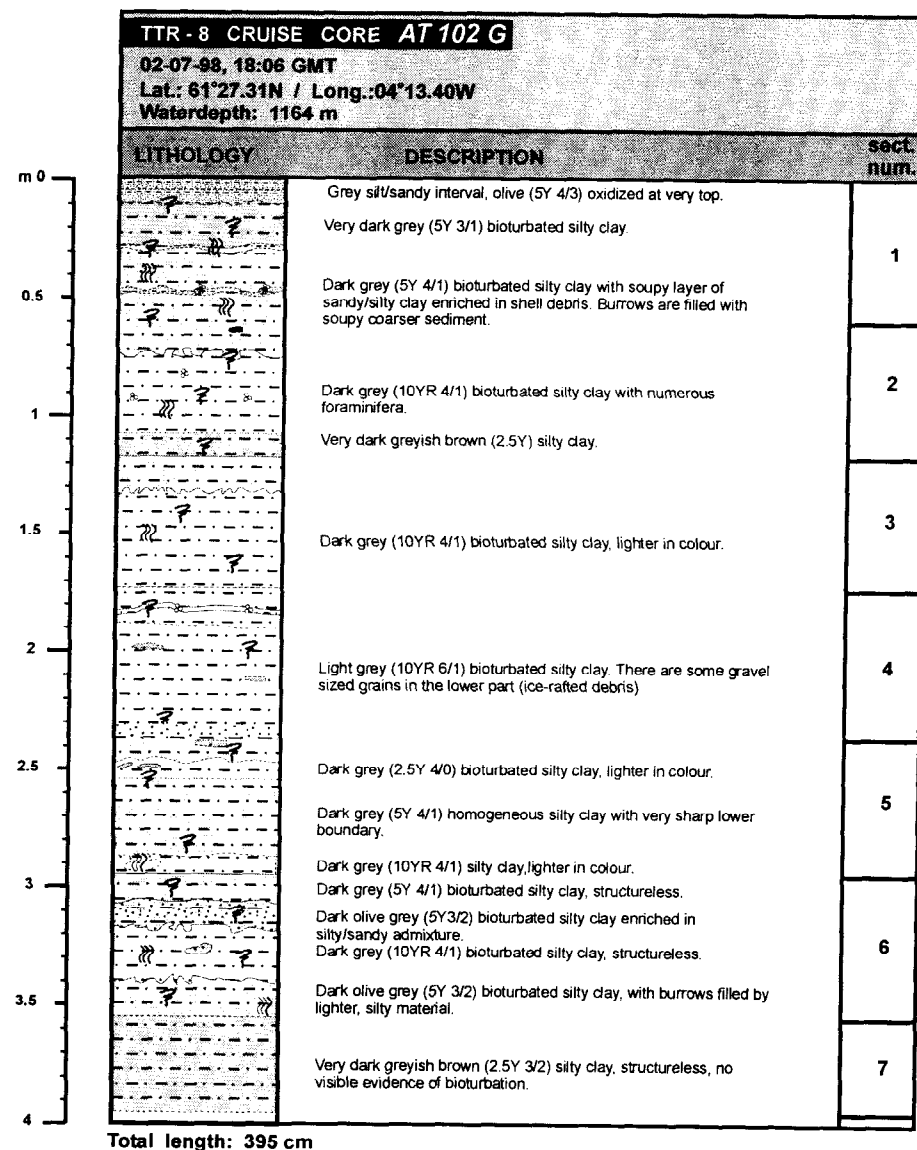 TTR - 8 CRUISE CORE AT 102 G
02-07-98, 18:06 GMT
Lat.: 61°27.31N / Long.:04°13.40W
Waterdepth: 1164 m
LITHOLOGY DESCRIPTION sect. num.
m 0
Grey silt/sandy interval, olive (5Y 4/3) oxidized at very top.
Very dark grey (5Y 3/1) bioturbated silty clay.
1
0.5
Dark grey (5Y 4/1) bioturbated silty clay with soupy layer of
sandy/silty clay enriched in shell debris. Burrows are filled with
soupy coarser sediment.
2
Dark grey (10YR 4/1) bioturbated silty clay with numerous
foraminifera.
1
Very dark greyish brown (2.5Y) silty clay.
3
1.5
Dark grey (10YR 4/1) bioturbated silty clay, lighter in colour.
2
4
Light grey (10YR 6/1) bioturbated silty clay. There are some gravel
sized grains in the lower part (ice-rafted debris)
2.5
Dark grey (2.5Y 4/0) bioturbated silty clay, lighter in colour.
5
Dark grey (5Y 4/1) homogeneous silty clay with very sharp lower
boundary.
Dark grey (10YR 4/1) silty clay,lighter in colour.
3
Dark grey (5Y 4/1) bioturbated silty clay, structureless.
Dark olive grey (5Y3/2) bioturbated silty clay enriched in
silty/sandy admixture.
6
Dark grey (10YR 4/1) bioturbated silty clay, structureless.
3.5
Dark olive grey (5Y 3/2) bioturbated silty clay, with burrows filled by
lighter, silty material.
7
Very dark greyish brown (2.5Y 3/2) silty clay, structureless, no
visible evidence of bioturbation.
4
Total length: 395 cm